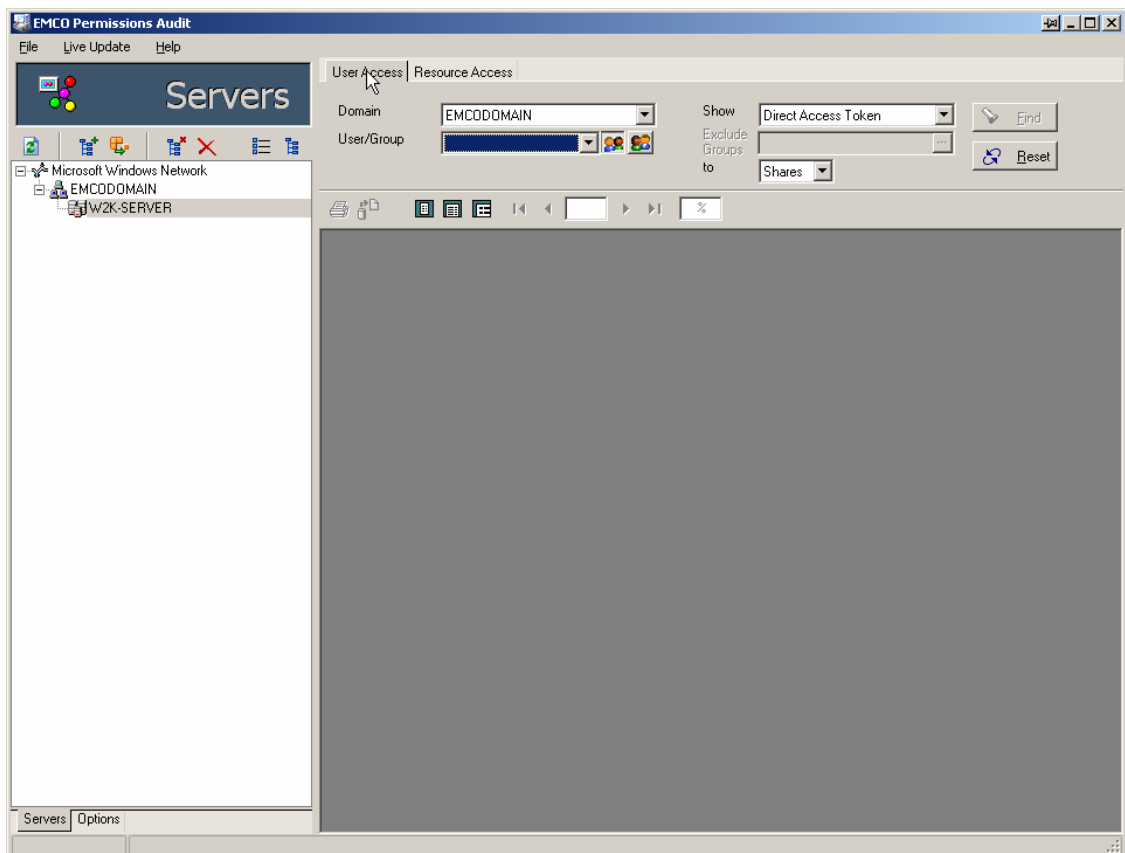 EMCO Permissions Audit
File Live Update Help
Servers
User Access Resource Access
Domain EMCODOMAIN Show Direct Access Token Find
User/Group Exclude Groups ... Reset
to Shares
%
Microsoft Windows Network
EMCODOMAIN
W2K-SERVER
Servers Options